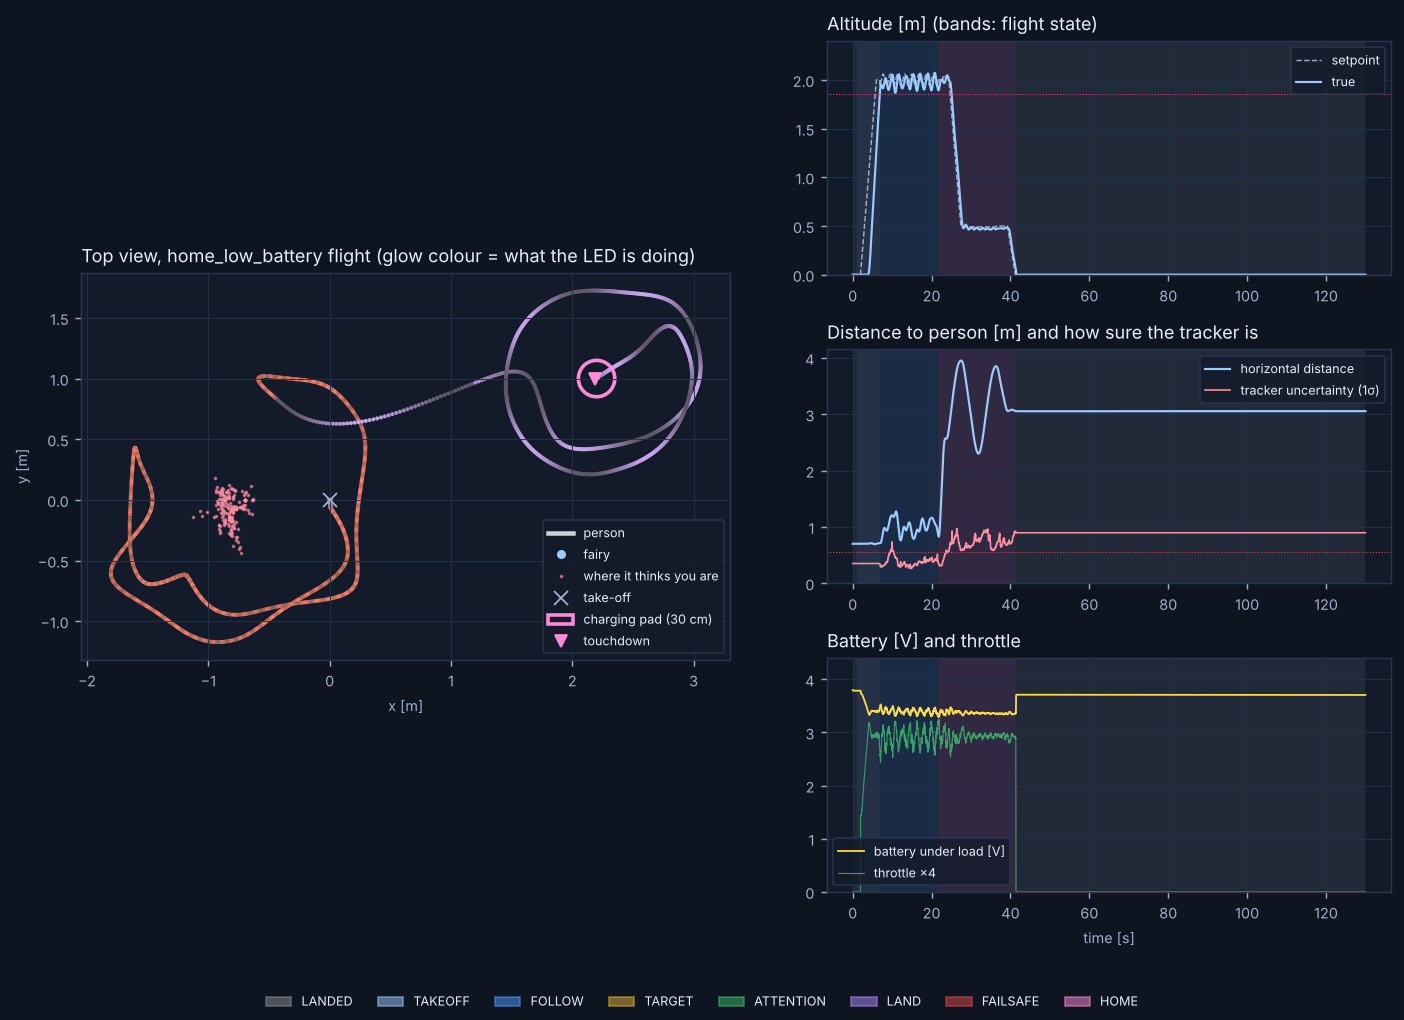 Altitude [m] (bands: flight state)
setpoint
true
2.0
1.5
1.0
0.5
0.0
0 20 40 60 80 100 120
Top view, home_low_battery flight (glow colour = what the LED is doing)
1.5
1.0
0.5
0.0
−0.5
−1.0
y [m]
person
fairy
where it thinks you are
take-off
charging pad (30 cm)
touchdown
−2 −1 0 1 2 3
x [m]
Distance to person [m] and how sure the tracker is
horizontal distance
tracker uncertainty (1σ)
4
3
2
1
0
0 20 40 60 80 100 120
Battery [V] and throttle
4
3
2
1
0
battery under load [V]
throttle ×4
0 20 40 60 80 100 120
time [s]
LANDED TAKEOFF FOLLOW TARGET ATTENTION LAND FAILSAFE HOME